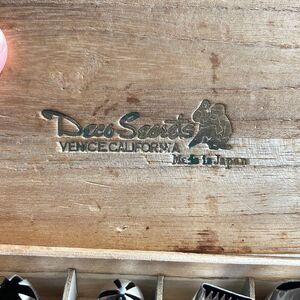 Deco Secrets
VENICE CALIFORNIA
Made in Japan